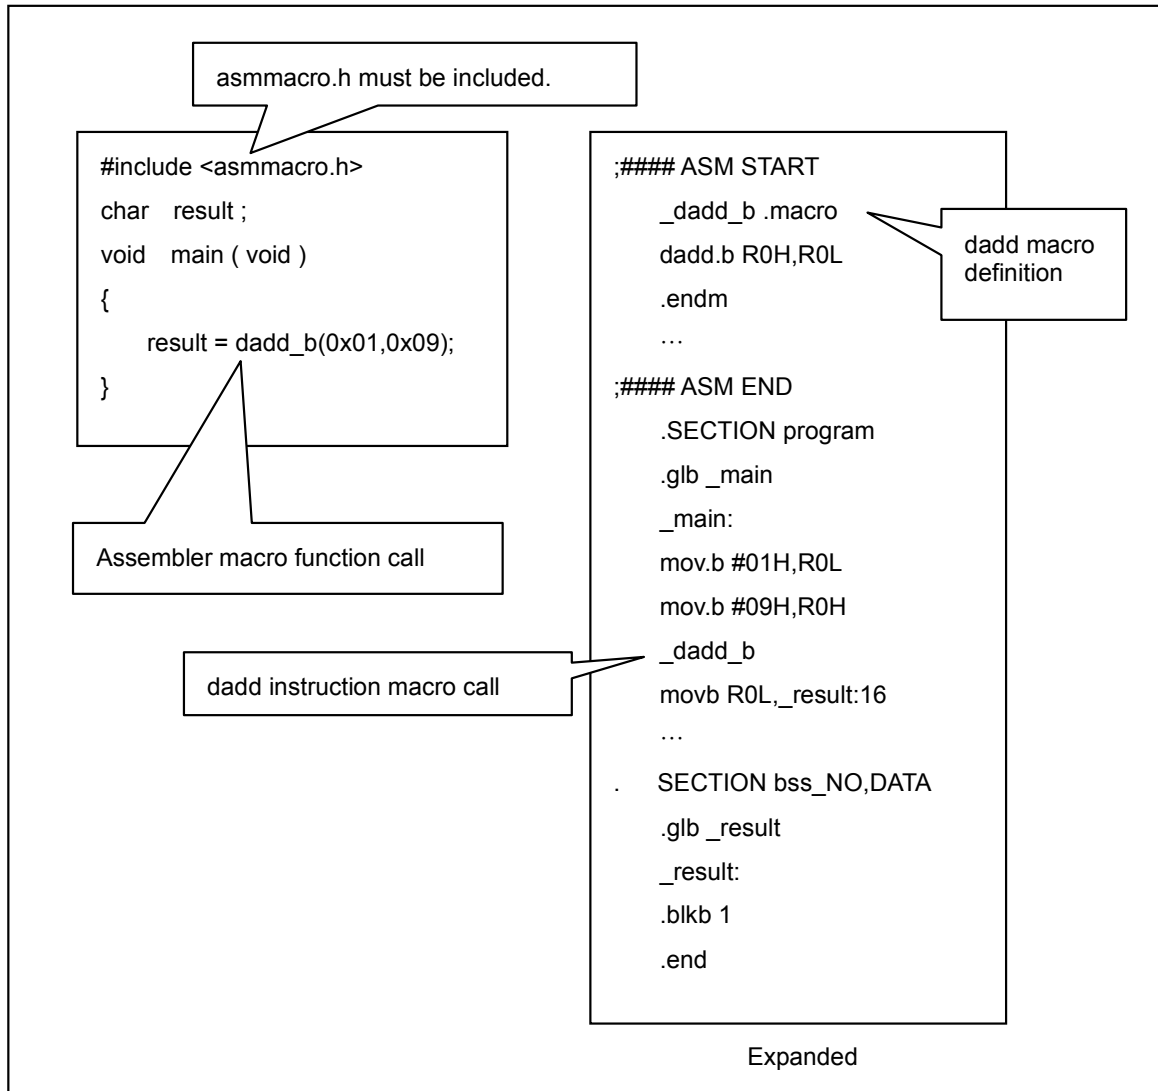 asmmacro.h must be included.
#include <asmmacro.h>
char result ;
void main ( void )
{
result = dadd_b(0x01,0x09);
}
Assembler macro function call
dadd instruction macro call
;#### ASM START
_dadd_b .macro
dadd.b R0H,R0L
.endm
…
;#### ASM END
.SECTION program
.glb _main
_main:
mov.b #01H,R0L
mov.b #09H,R0H
_dadd_b
movb R0L,_result:16
…
. SECTION bss_NO,DATA
.glb _result
_result:
.blkb 1
.end
dadd macro
definition
Expanded